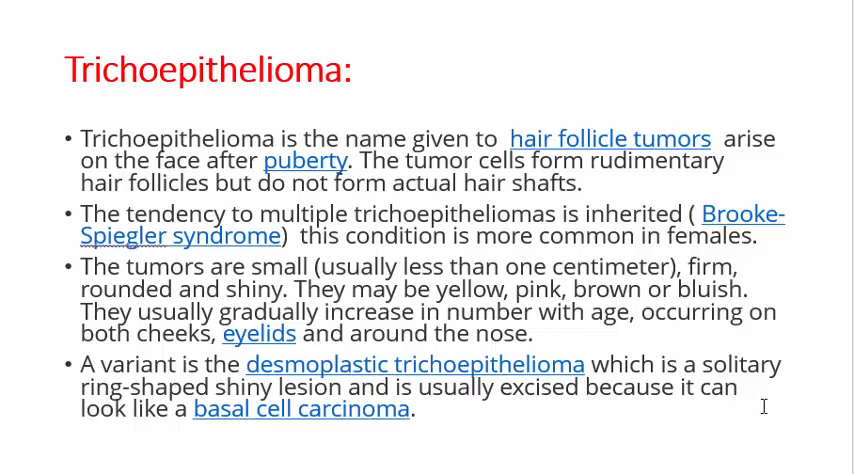 Trichoepithelioma:
• Trichoepithelioma is the name given to hair follicle tumors arise
on the face after puberty. The tumor cells form rudimentary
hair follicles but do not form actual hair shafts.
• The tendency to multiple trichoepitheliomas is inherited ( Brooke-
Spiegler syndrome) this condition is more common in females.
• The tumors are small (usually less than one centimeter), firm,
rounded and shiny. They may be yellow, pink, brown or bluish.
They usually gradually increase in number with age, occurring on
both cheeks, eyelids and around the nose.
• A variant is the desmoplastic trichoepithelioma which is a solitary
ring-shaped shiny lesion and is usually excised because it can
look like a basal cell carcinoma.